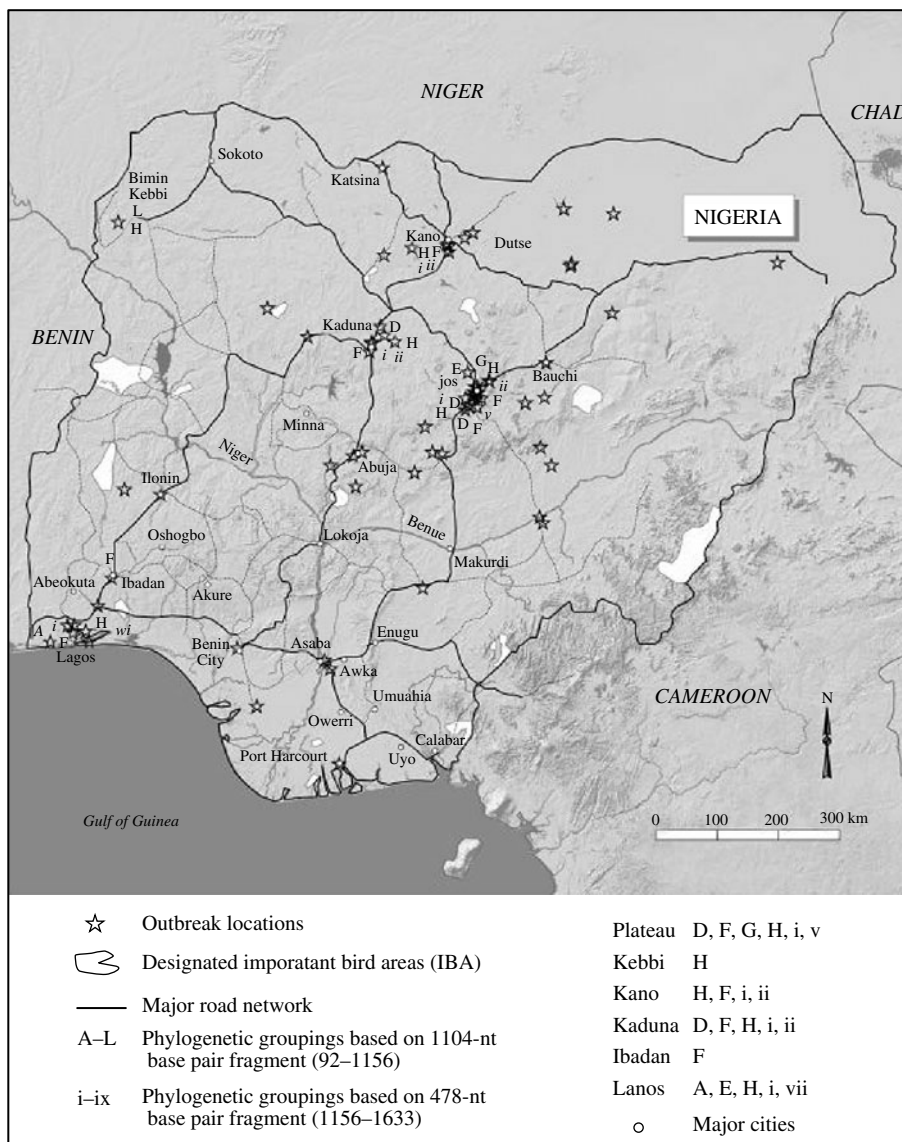 NIGER
CHAD
Sokoto
Katsina
Bimin
Kebbi
L
H
NIGERIA
Kano
H F
i ii
Dutse
BENIN
Kaduna
D
H
F
i
ii
G
E
H
jos
ii
Bauchi
i
D
F
H
v
D
F
Minna
Niger
Abuja
Ilonin
Benue
Oshogbo
Lokoja
Makurdi
F
Ibadan
Abeokuta
Akure
A
i
H
wi
F
Lagos
Benin
City
Asaba
Enugu
Awka
Umuahia
Owerri
CAMEROON
N
Port Harcourt
Uyo
Calabar
Gulf of Guinea
0 100 200 300 km
Outbreak locations
Designated imporatant bird areas (IBA)
Major road network
A–L Phylogenetic groupings based on 1104-nt
base pair fragment (92–1156)
i–ix Phylogenetic groupings based on 478-nt
base pair fragment (1156–1633)
Plateau D, F, G, H, i, v
Kebbi H
Kano H, F, i, ii
Kaduna D, F, H, i, ii
Ibadan F
Lanos A, E, H, i, vii
Major cities